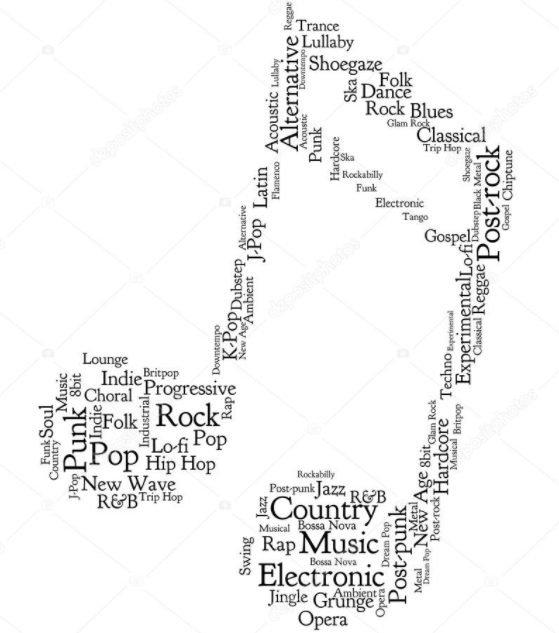 Reggae
Trance
Lullaby
Alternative
Downtempo
Lullaby
Shoegaze
Ska
Folk
Dance
Rock
Blues
Glam Rock
Classical
Trip Hop
Acoustic
Acoustic
Punk
Hardcore
Ska
Rockabilly
Funk
Electronic
Tango
Gospel
Shoegaze
Black Metal
Dubstep
Post-rock
Gospel
Chiptune
Latin
Flamenco
Alternative
J-Pop
Dubstep
Ambient
K-Pop
New Age
Downtempo
Lo-fi
Experimental
Reggae
Classical
Experimental
Techno
Glam Rock
Britpop
Hardcore
Musical
8bit
New Age
Metal
Post-rock
Lounge
Indie
Britpop
Music
8bit
Choral
Progressive
Soul
Funk
Country
Punk
Indie
Folk
Industrial
Rock
Rap
Pop
Lo-fi
Pop
Hip Hop
J-Pop
New Wave
R&B
Trip Hop
Rockabilly
Post-punk
Jazz
R&B
Jazz
Country
Musical
Bossa Nova
Swing
Rap
Music
Dream Pop
Post-punk
Bossa Nova
Electronic
Metal
Dream Pop
Jingle
Ambient
Grunge
Opera
Opera
depositphotos